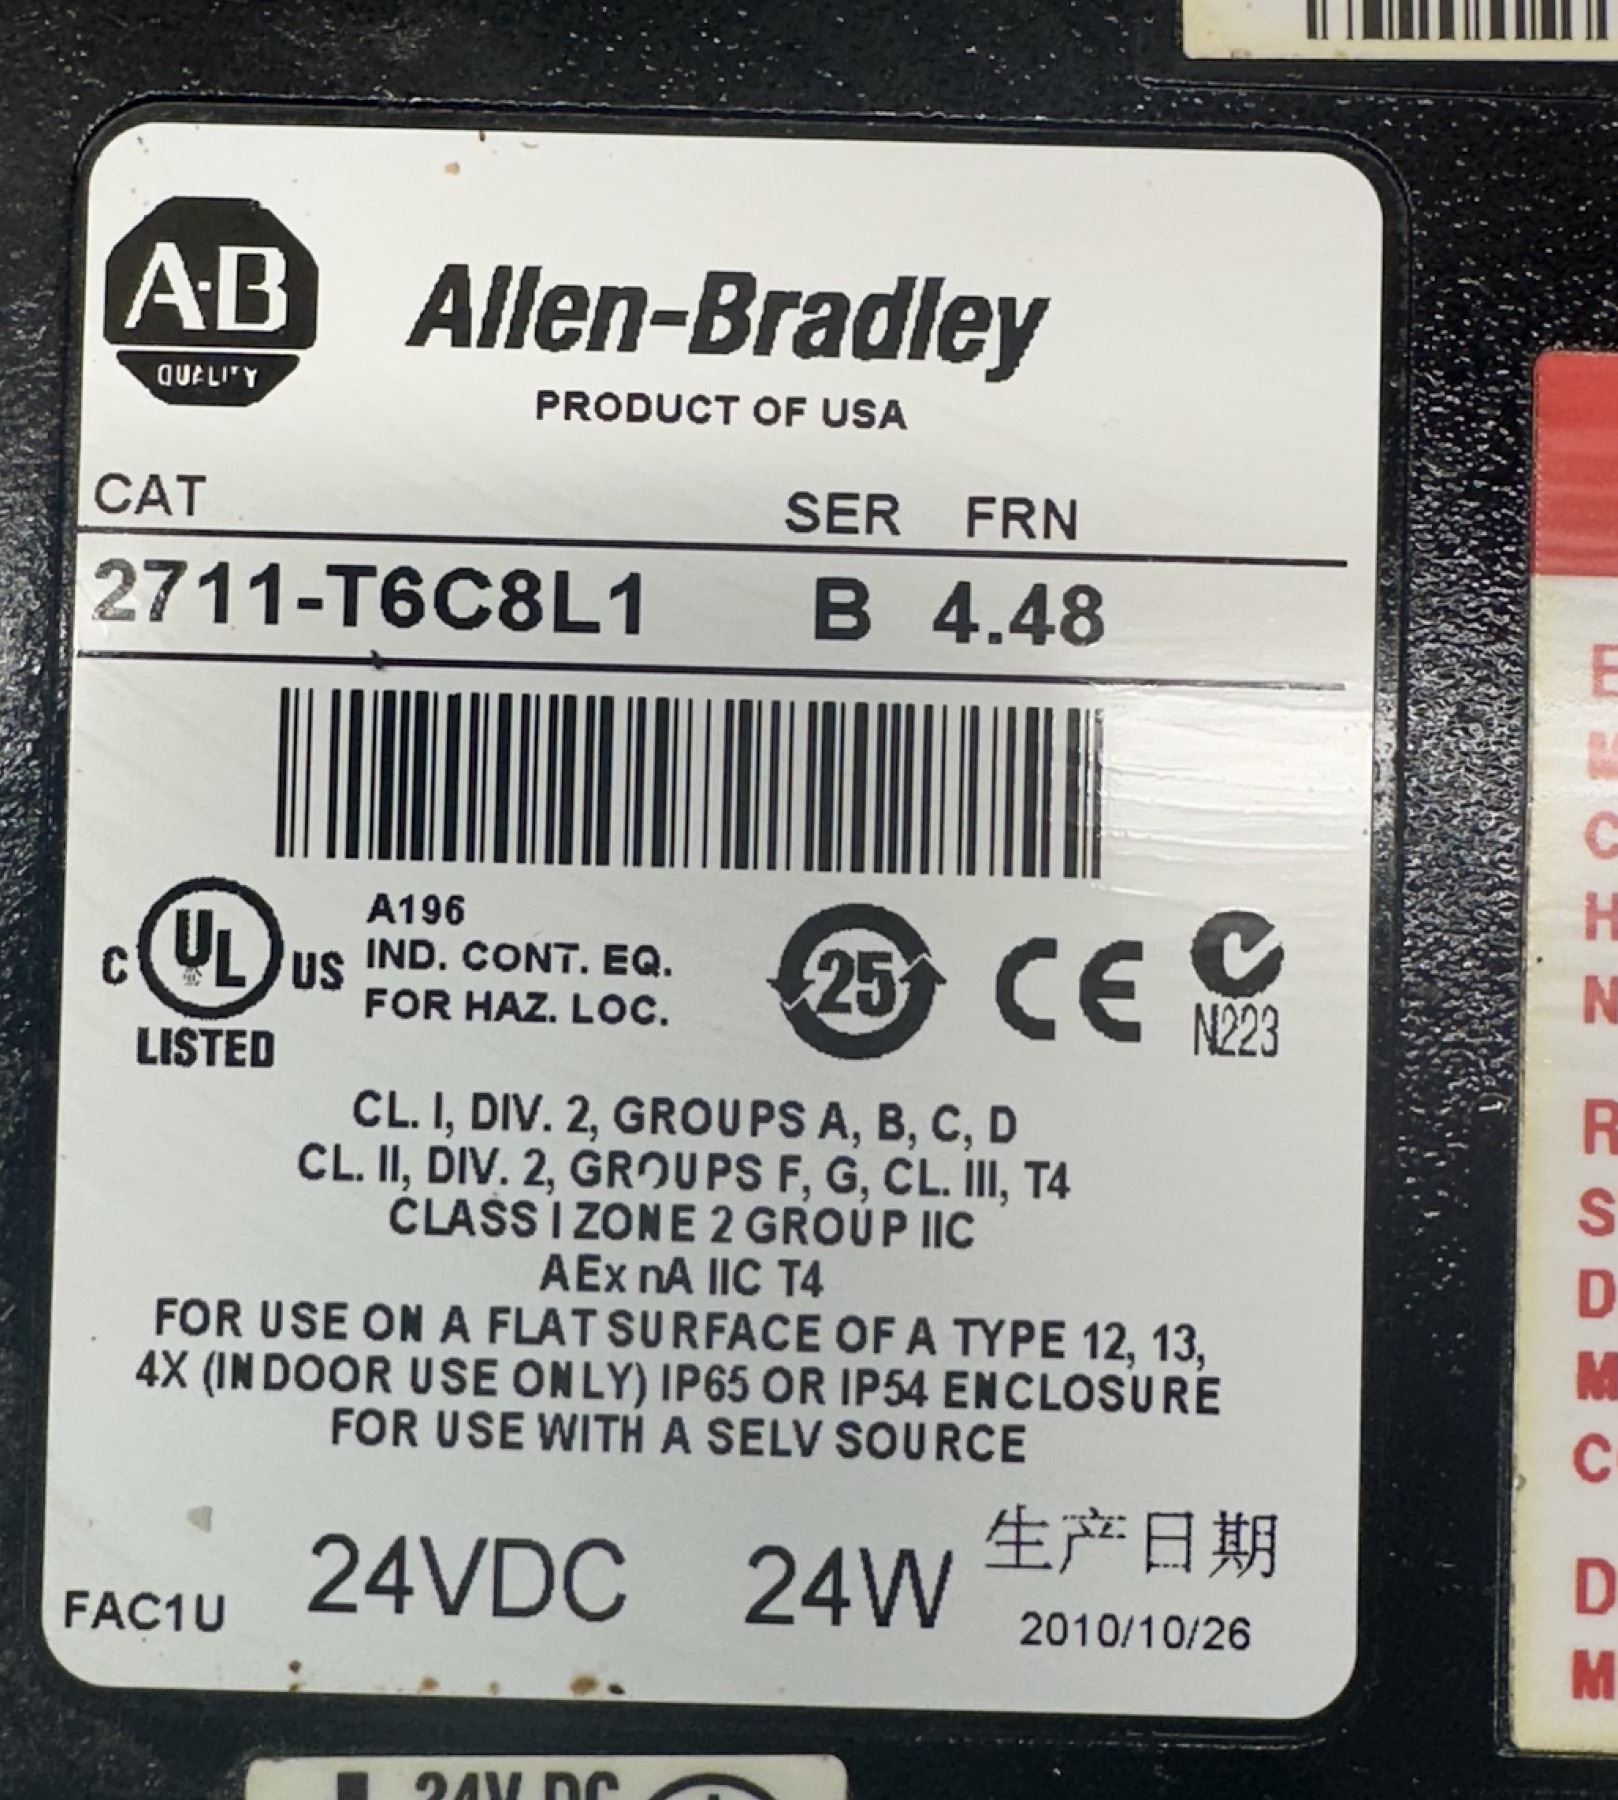 A-B
QUALITY
Allen-Bradley
PRODUCT OF USA
CAT SER FRN
2711-T6C8L1 B 4.48
C UL US
LISTED
A196
IND. CONT. EQ.
FOR HAZ. LOC.
25
CE
N223
CL. I, DIV. 2, GROUPS A, B, C, D
CL. II, DIV. 2, GROUPS F, G, CL. III, T4
CLASS I ZONE 2 GROUP IIC
AEx nA IIC T4
FOR USE ON A FLAT SURFACE OF A TYPE 12, 13,
4X (INDOOR USE ONLY) IP65 OR IP54 ENCLOSURE
FOR USE WITH A SELV SOURCE
FAC1U 24VDC 24W 生产日期
2010/10/26
24V DC